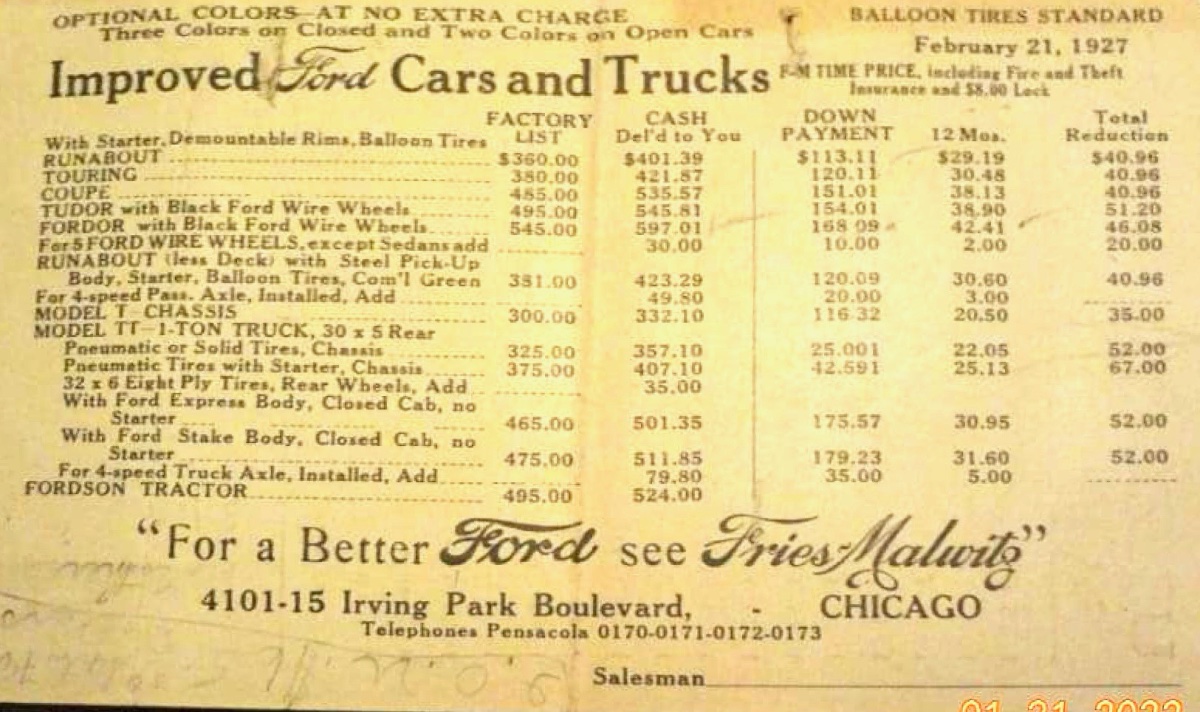 OPTIONAL COLORS—AT NO EXTRA CHARGE
Three Colors on Closed and Two Colors on Open Cars
BALLOON TIRES STANDARD
February 21, 1927
Improved Ford Cars and Trucks
F-M TIME PRICE, including Fire and Theft
Insurance and $8.00 Lock
FACTORY LIST CASH Del'd to You DOWN PAYMENT 12 Mos. Total Reduction
With Starter, Demountable Rims, Balloon Tires
RUNABOUT $360.00 $401.39 $113.11 $29.19 $40.96
TOURING 380.00 421.87 120.11 30.48 40.96
COUPE 485.00 535.57 151.01 38.13 40.96
TUDOR with Black Ford Wire Wheels 495.00 545.81 154.01 38.90 51.20
FORDOR with Black Ford Wire Wheels 545.00 597.01 168 09 42.41 46.08
For 5 FORD WIRE WHEELS, except Sedans add 30.00 10.00 2.00 20.00
RUNABOUT (less Deck) with Steel Pick-Up
Body, Starter, Balloon Tires, Com'l Green 381.00 423.29 120.09 30.60 40.96
For 4-speed Pass. Axle, Installed, Add 49.80 20.00 3.00
MODEL T CHASSIS 300.00 332.10 116.32 20.50 35.00
MODEL TT—1-TON TRUCK, 30 x 5 Rear
Pneumatic or Solid Tires, Chassis 325.00 357.10 25.001 22.05 52.00
Pneumatic Tires with Starter, Chassis 375.00 407.10 42.591 25.13 67.00
32 x 6 Eight Ply Tires, Rear Wheels, Add 35.00
With Ford Express Body, Closed Cab, no
Starter 465.00 501.35 175.57 30.95 52.00
With Ford Stake Body, Closed Cab, no
Starter 475.00 511.85 179.23 31.60 52.00
For 4-speed Truck Axle, Installed, Add 79.80 35.00 5.00
FORDSON TRACTOR 495.00 524.00
"For a Better Ford see Fries-Malwitz"
4101-15 Irving Park Boulevard, - CHICAGO
Telephones Pensacola 0170-0171-0172-0173
Salesman
01 21 2022